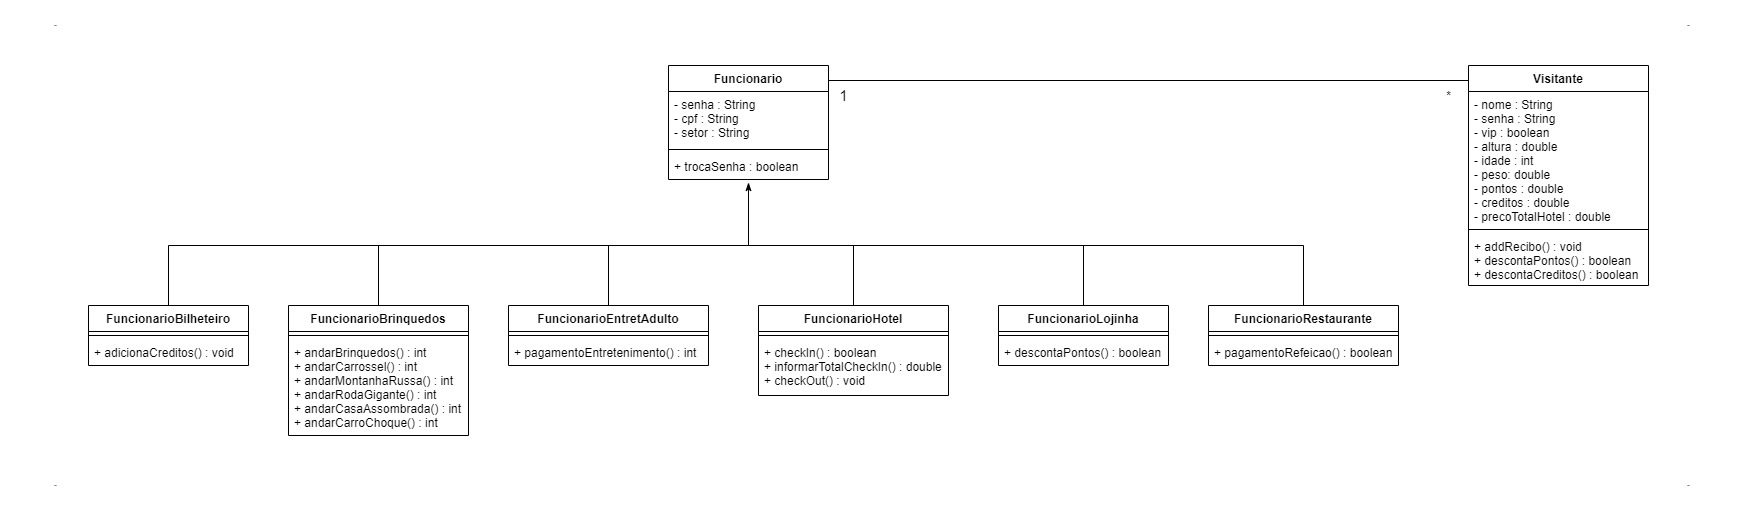 Funcionario
- senha : String
- cpf : String
- setor : String
+ trocaSenha : boolean
1
*
Visitante
- nome : String
- senha : String
- vip : boolean
- altura : double
- idade : int
- peso: double
- pontos : double
- creditos : double
- precoTotalHotel : double
+ addRecibo() : void
+ descontaPontos() : boolean
+ descontaCreditos() : boolean
FuncionarioBilheteiro
+ adicionaCreditos() : void
FuncionarioBrinquedos
+ andarBrinquedos() : int
+ andarCarrossel() : int
+ andarMontanhaRussa() : int
+ andarRodaGigante() : int
+ andarCasaAssombrada() : int
+ andarCarroChoque() : int
FuncionarioEntretAdulto
+ pagamentoEntretenimento() : int
FuncionarioHotel
+ checkIn() : boolean
+ informarTotalCheckIn() : double
+ checkOut() : void
FuncionarioLojinha
+ descontaPontos() : boolean
FuncionarioRestaurante
+ pagamentoRefeicao() : boolean